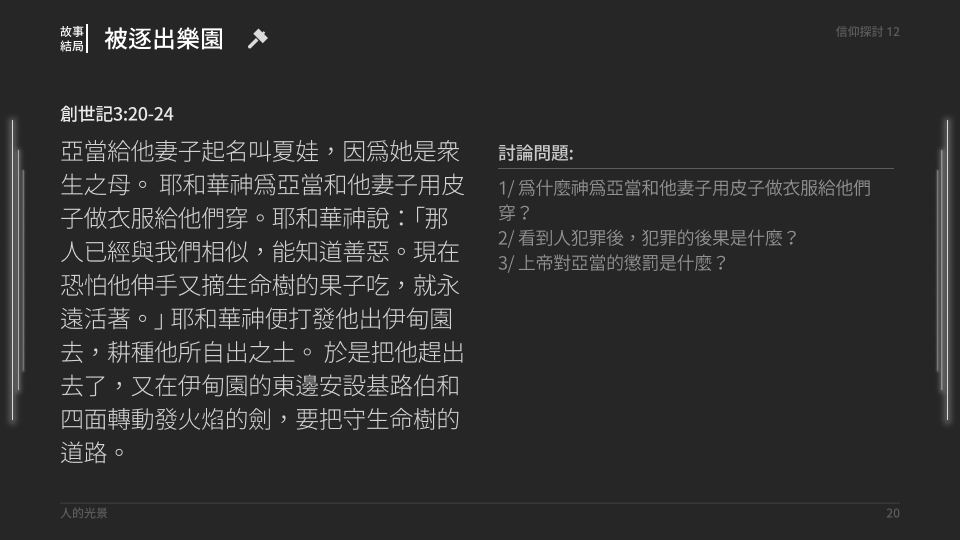 故事
結局
被逐出樂園
信仰探討 12
創世記3:20-24
亞當給他妻子起名叫夏娃，因爲她是衆
生之母。 耶和華神爲亞當和他妻子用皮
子做衣服給他們穿。耶和華神說：「那
人已經與我們相似，能知道善惡。現在
恐怕他伸手又摘生命樹的果子吃，就永
遠活著。」耶和華神便打發他出伊甸園
去，耕種他所自出之土。 於是把他趕出
去了，又在伊甸園的東邊安設基路伯和
四面轉動發火焰的劍，要把守生命樹的
道路。
討論問題:
1/ 爲什麼神爲亞當和他妻子用皮子做衣服給他們
穿？
2/ 看到人犯罪後，犯罪的後果是什麼？
3/ 上帝對亞當的懲罰是什麼？
人的光景
20